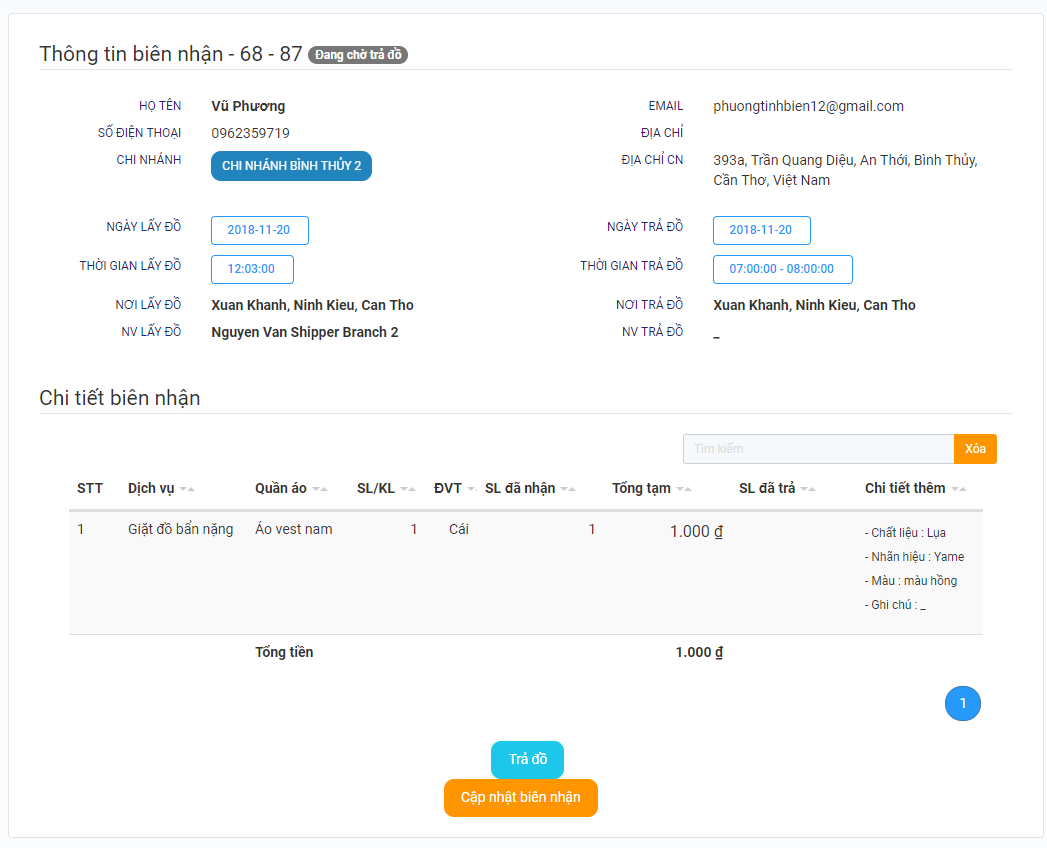 Thông tin biên nhận - 68 - 87 Đang chờ trả đồ
HỌ TÊN Vũ Phương EMAIL phuongtinhbien12@gmail.com
SỐ ĐIỆN THOẠI 0962359719 ĐỊA CHỈ
CHI NHÁNH CHI NHÁNH BÌNH THỦY 2 ĐỊA CHỈ CN 393a, Trần Quang Diệu, An Thới, Bình Thủy,
Cần Thơ, Việt Nam
NGÀY LẤY ĐỒ 2018-11-20 NGÀY TRẢ ĐỒ 2018-11-20
THỜI GIAN LẤY ĐỒ 12:03:00 THỜI GIAN TRẢ ĐỒ 07:00:00 - 08:00:00
NƠI LẤY ĐỒ Xuan Khanh, Ninh Kieu, Can Tho NƠI TRẢ ĐỒ Xuan Khanh, Ninh Kieu, Can Tho
NV LẤY ĐỒ Nguyen Van Shipper Branch 2 NV TRẢ ĐỒ _
Chi tiết biên nhận
Tìm kiếm Xóa
STT Dịch vụ Quần áo SL/KL ĐVT SL đã nhận Tổng tạm SL đã trả Chi tiết thêm
1 Giặt đồ bẩn nặng Áo vest nam 1 Cái 1 1.000 ₫ - Chất liệu : Lụa
- Nhãn hiệu : Yame
- Màu : màu hồng
- Ghi chú : _
Tổng tiền 1.000 ₫
1
Trả đồ
Cập nhật biên nhận